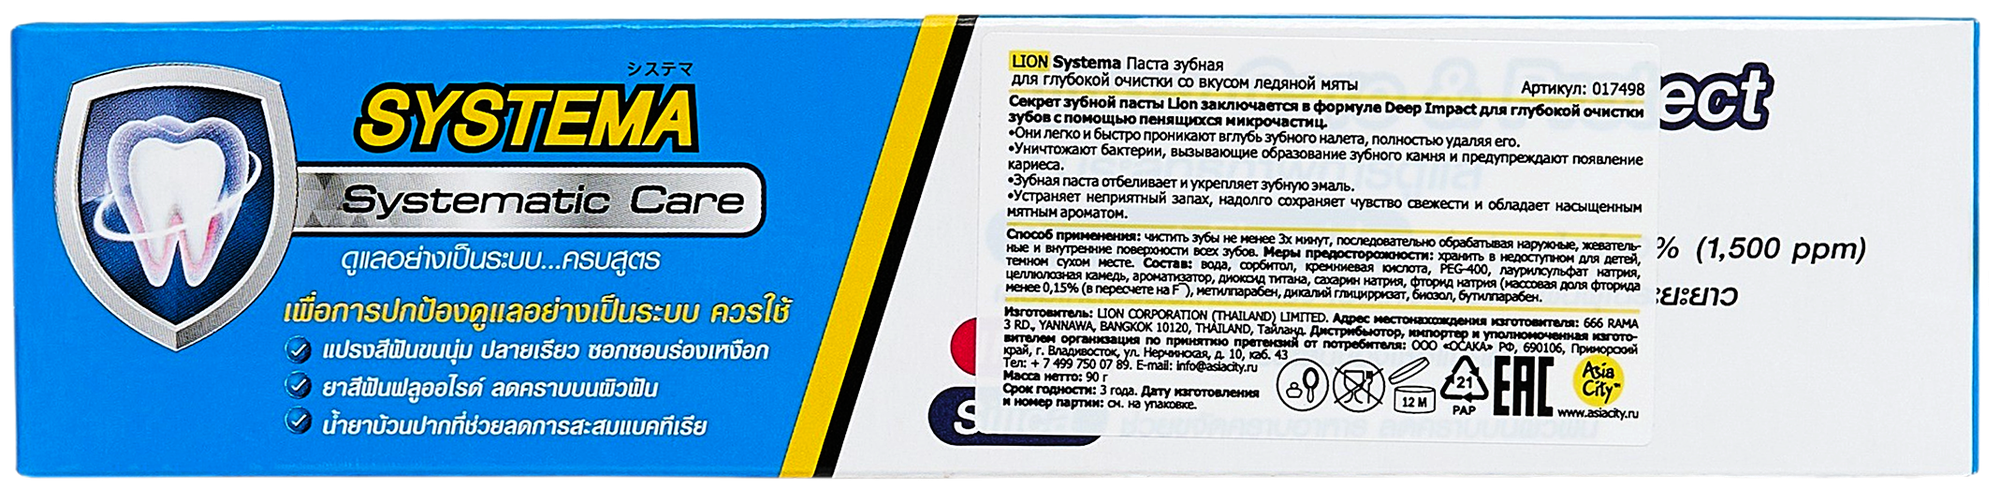 システマ
SYSTEMA
Systematic Care
ดูแลอย่างเป็นระบบ...ครบสูตร
เพื่อการปกป้องดูแลอย่างเป็นระบบ ควรใช้
แปรงสีฟันขนนุ่ม ปลายเรียว ซอกซอนร่องเหงือก
ยาสีฟันฟลูออไรด์ ลดคราบบนผิวฟัน
น้ำยาบ้วนปากที่ช่วยลดการสะสมแบคทีเรีย
LION Systema Паста зубная
для глубокой очистки со вкусом ледяной мяты
Артикул: 017498
Секрет зубной пасты Lion заключается в формуле Deep Impact для глубокой очистки
зубов с помощью пенящихся микрочастиц.
•Они легко и быстро проникают вглубь зубного налета, полностью удаляя его.
•Уничтожают бактерии, вызывающие образование зубного камня и предупреждают появление
кариеса.
•Зубная паста отбеливает и укрепляет зубную эмаль.
•Устраняет неприятный запах, надолго сохраняет чувство свежести и обладает насыщенным
мятным ароматом.
Способ применения: чистить зубы не менее 3х минут, последовательно обрабатывая наружные, жеватель-
ные и внутренние поверхности всех зубов. Меры предосторожности: хранить в недоступном для детей,
темном сухом месте. Состав: вода, сорбитол, кремниевая кислота, PEG-400, лаурилсульфат натрия,
целлюлозная камедь, ароматизатор, диоксид титана, сахарин натрия, фторид натрия (массовая доля фторида
менее 0,15% (в пересчете на F⁻), метилпарабен, дикалий глицирризат, биозол, бутилпарабен.
Изготовитель: LION CORPORATION (THAILAND) LIMITED. Адрес местонахождения изготовителя: 666 RAMA
3 RD., YANNAWA, BANGKOK 10120, THAILAND, Тайланд. Дистрибьютор, импортер и уполномоченная изгото-
вителем организация по принятию претензий от потребителя: ООО «ОСАКА» РФ, 690106, Приморский
край, г. Владивосток, ул. Нерчинская, д. 10, каб. 43
Тел: + 7 499 750 07 89. E-mail: info@asiacity.ru
Масса нетто: 90 г
Срок годности: 3 года. Дату изготовления
и номер партии: см. на упаковке.
12 M
21
PAP
EAC
Asia
City
www.asiacity.ru
ect
% (1,500 ppm)
ยะยาว
S